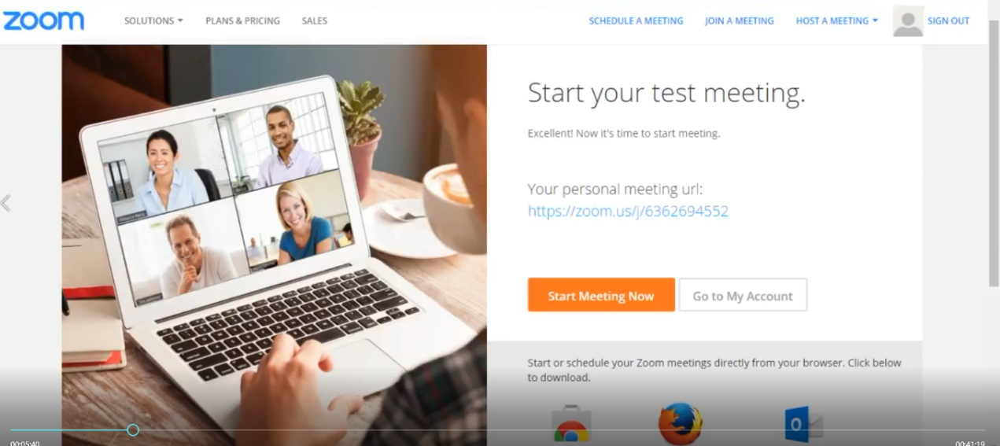 zoom
SOLUTIONS
PLANS & PRICING
SALES
SCHEDULE A MEETING
JOIN A MEETING
HOST A MEETING
SIGN OUT
Start your test meeting.
Excellent! Now it's time to start meeting.
Your personal meeting url:
https://zoom.us/j/6362694552
Start Meeting Now
Go to My Account
Start or schedule your Zoom meetings directly from your browser. Click below
to download.
00:05:40
00:41:19